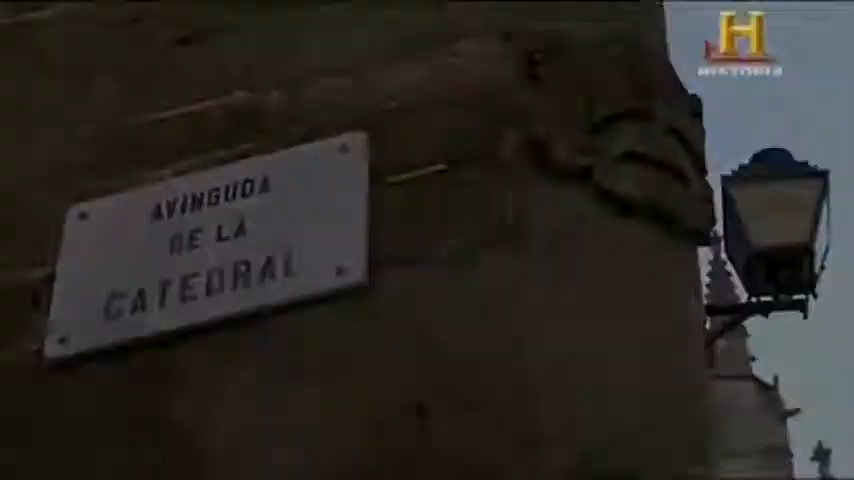 H
HISTORIA
AVINGUDA
DE LA
CATEDRAL